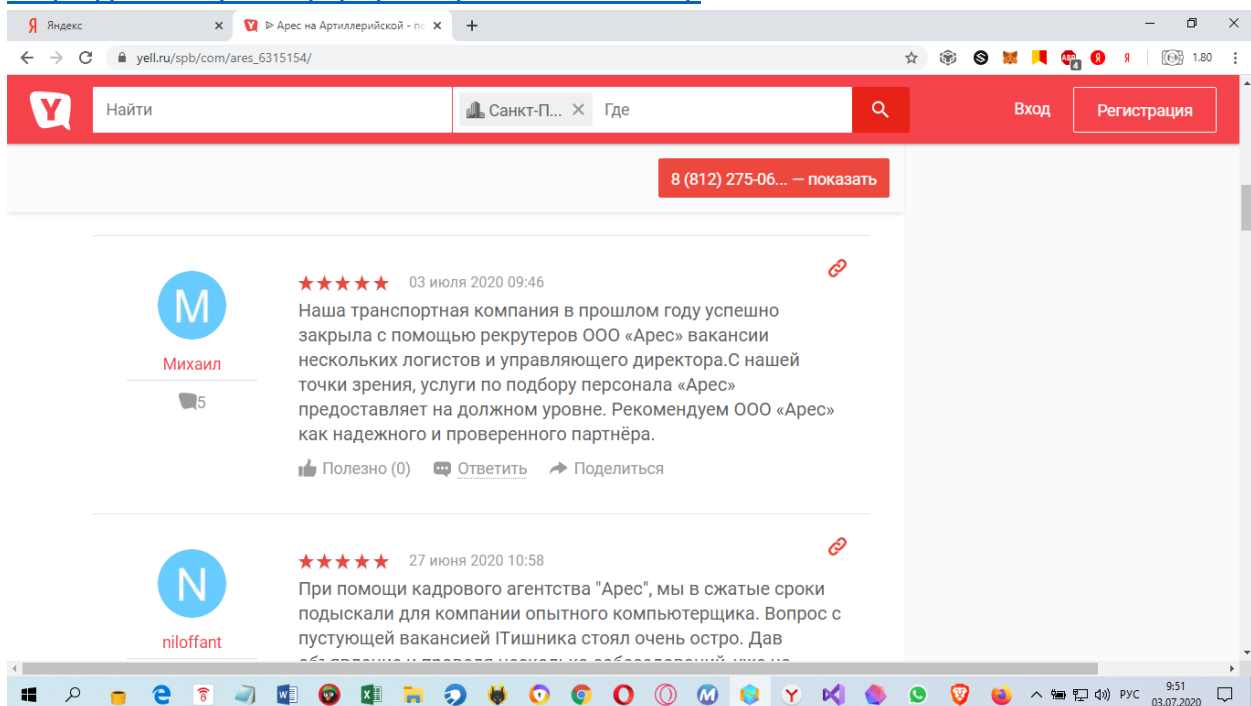 Яндекс
Арес на Артиллерийской - по
yell.ru/spb/com/ares_6315154/
1.80
Найти
Санкт-П...
Где
Вход
Регистрация
8 (812) 275-06... — показать
М
Михаил
5
03 июля 2020 09:46
Наша транспортная компания в прошлом году успешно
закрыла с помощью рекрутеров ООО «Арес» вакансии
нескольких логистов и управляющего директора.С нашей
точки зрения, услуги по подбору персонала «Арес»
предоставляет на должном уровне. Рекомендуем ООО «Арес»
как надежного и проверенного партнёра.
Полезно (0) Ответить Поделиться
N
niloffant
27 июня 2020 10:58
При помощи кадрового агентства "Арес", мы в сжатые сроки
подыскали для компании опытного компьютерщика. Вопрос с
пустующей вакансией ITишника стоял очень остро. Дав
РУС
9:51
03.07.2020